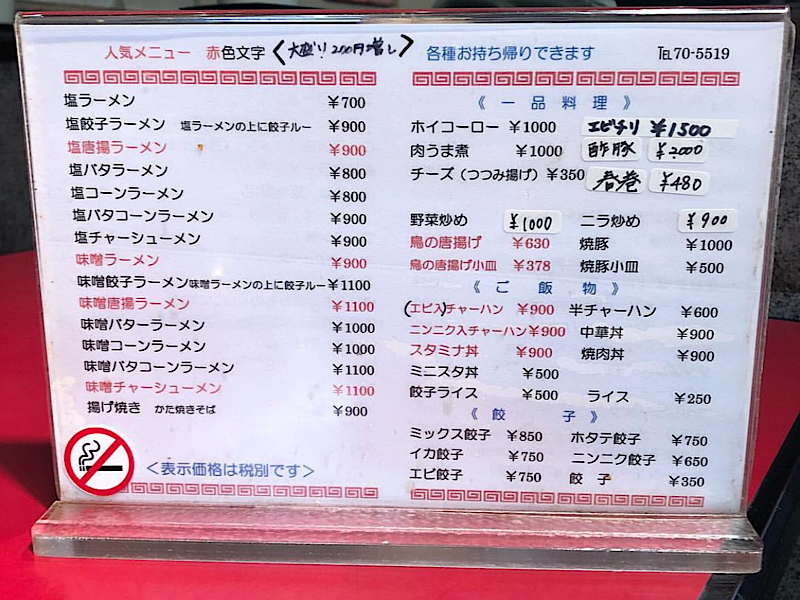 人気メニュー 赤色文字 〈大盛り!200円増し〉 各種お持ち帰りできます ℡70-5519
塩ラーメン ¥700
塩餃子ラーメン 塩ラーメンの上に餃子ルー ¥900
塩唐揚ラーメン ¥900
塩バタラーメン ¥800
塩コーンラーメン ¥800
塩バタコーンラーメン ¥900
塩チャーシューメン ¥900
味噌ラーメン ¥900
味噌餃子ラーメン 味噌ラーメンの上に餃子ルー ¥1100
味噌唐揚ラーメン ¥1100
味噌バターラーメン ¥1000
味噌コーンラーメン ¥1000
味噌バタコーンラーメン ¥1100
味噌チャーシューメン ¥1100
揚げ焼き かた焼きそば ¥900
<表示価格は税別です>
《 一 品 料 理 》
ホイコーロー ¥1000 エビチリ ¥1500
肉うま煮 ¥1000 酢豚 ¥2000
チーズ(つつみ揚げ) ¥350 春巻 ¥480
野菜炒め ¥1000 ニラ炒め ¥900
鳥の唐揚げ ¥630 焼豚 ¥1000
鳥の唐揚げ小皿 ¥378 焼豚小皿 ¥500
《 ご 飯 物 》
(エビ入)チャーハン ¥900 半チャーハン ¥600
ニンニク入チャーハン ¥900 中華丼 ¥900
スタミナ丼 ¥900 焼肉丼 ¥900
ミニスタ丼 ¥500
餃子ライス ¥500 ライス ¥250
《 餃 子 》
ミックス餃子 ¥850 ホタテ餃子 ¥750
イカ餃子 ¥750 ニンニク餃子 ¥650
エビ餃子 ¥750 餃 子 ¥350